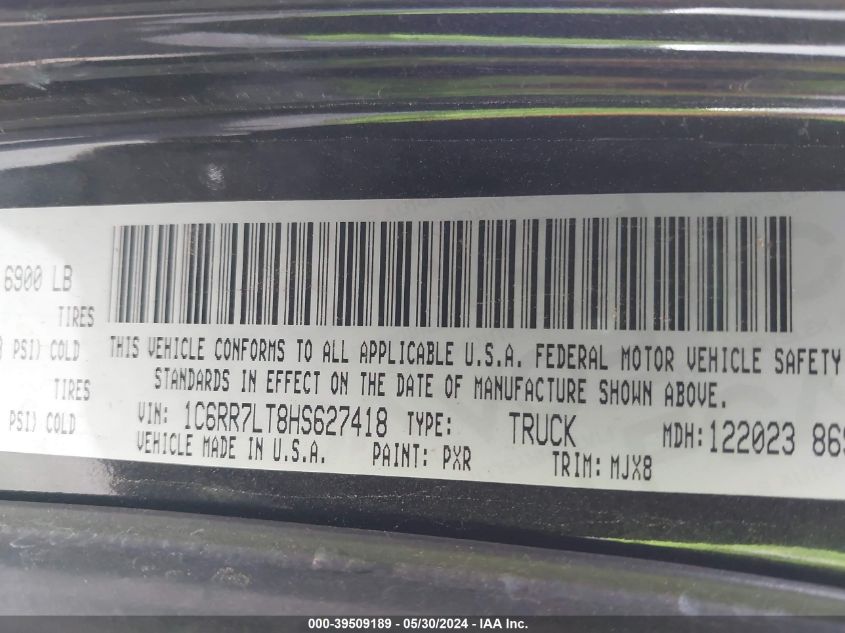 6900 LB
TIRES
PSI) COLD
TIRES
PSI) COLD
THIS VEHICLE CONFORMS TO ALL APPLICABLE U.S.A. FEDERAL MOTOR VEHICLE SAFETY
STANDARDS IN EFFECT ON THE DATE OF MANUFACTURE SHOWN ABOVE.
VIN: 1C6RR7LT8HS627418 TYPE: TRUCK MDH: 122023 869
VEHICLE MADE IN U.S.A. PAINT: PXR TRIM: MJX8
000-39509189 - 05/30/2024 - IAA Inc.